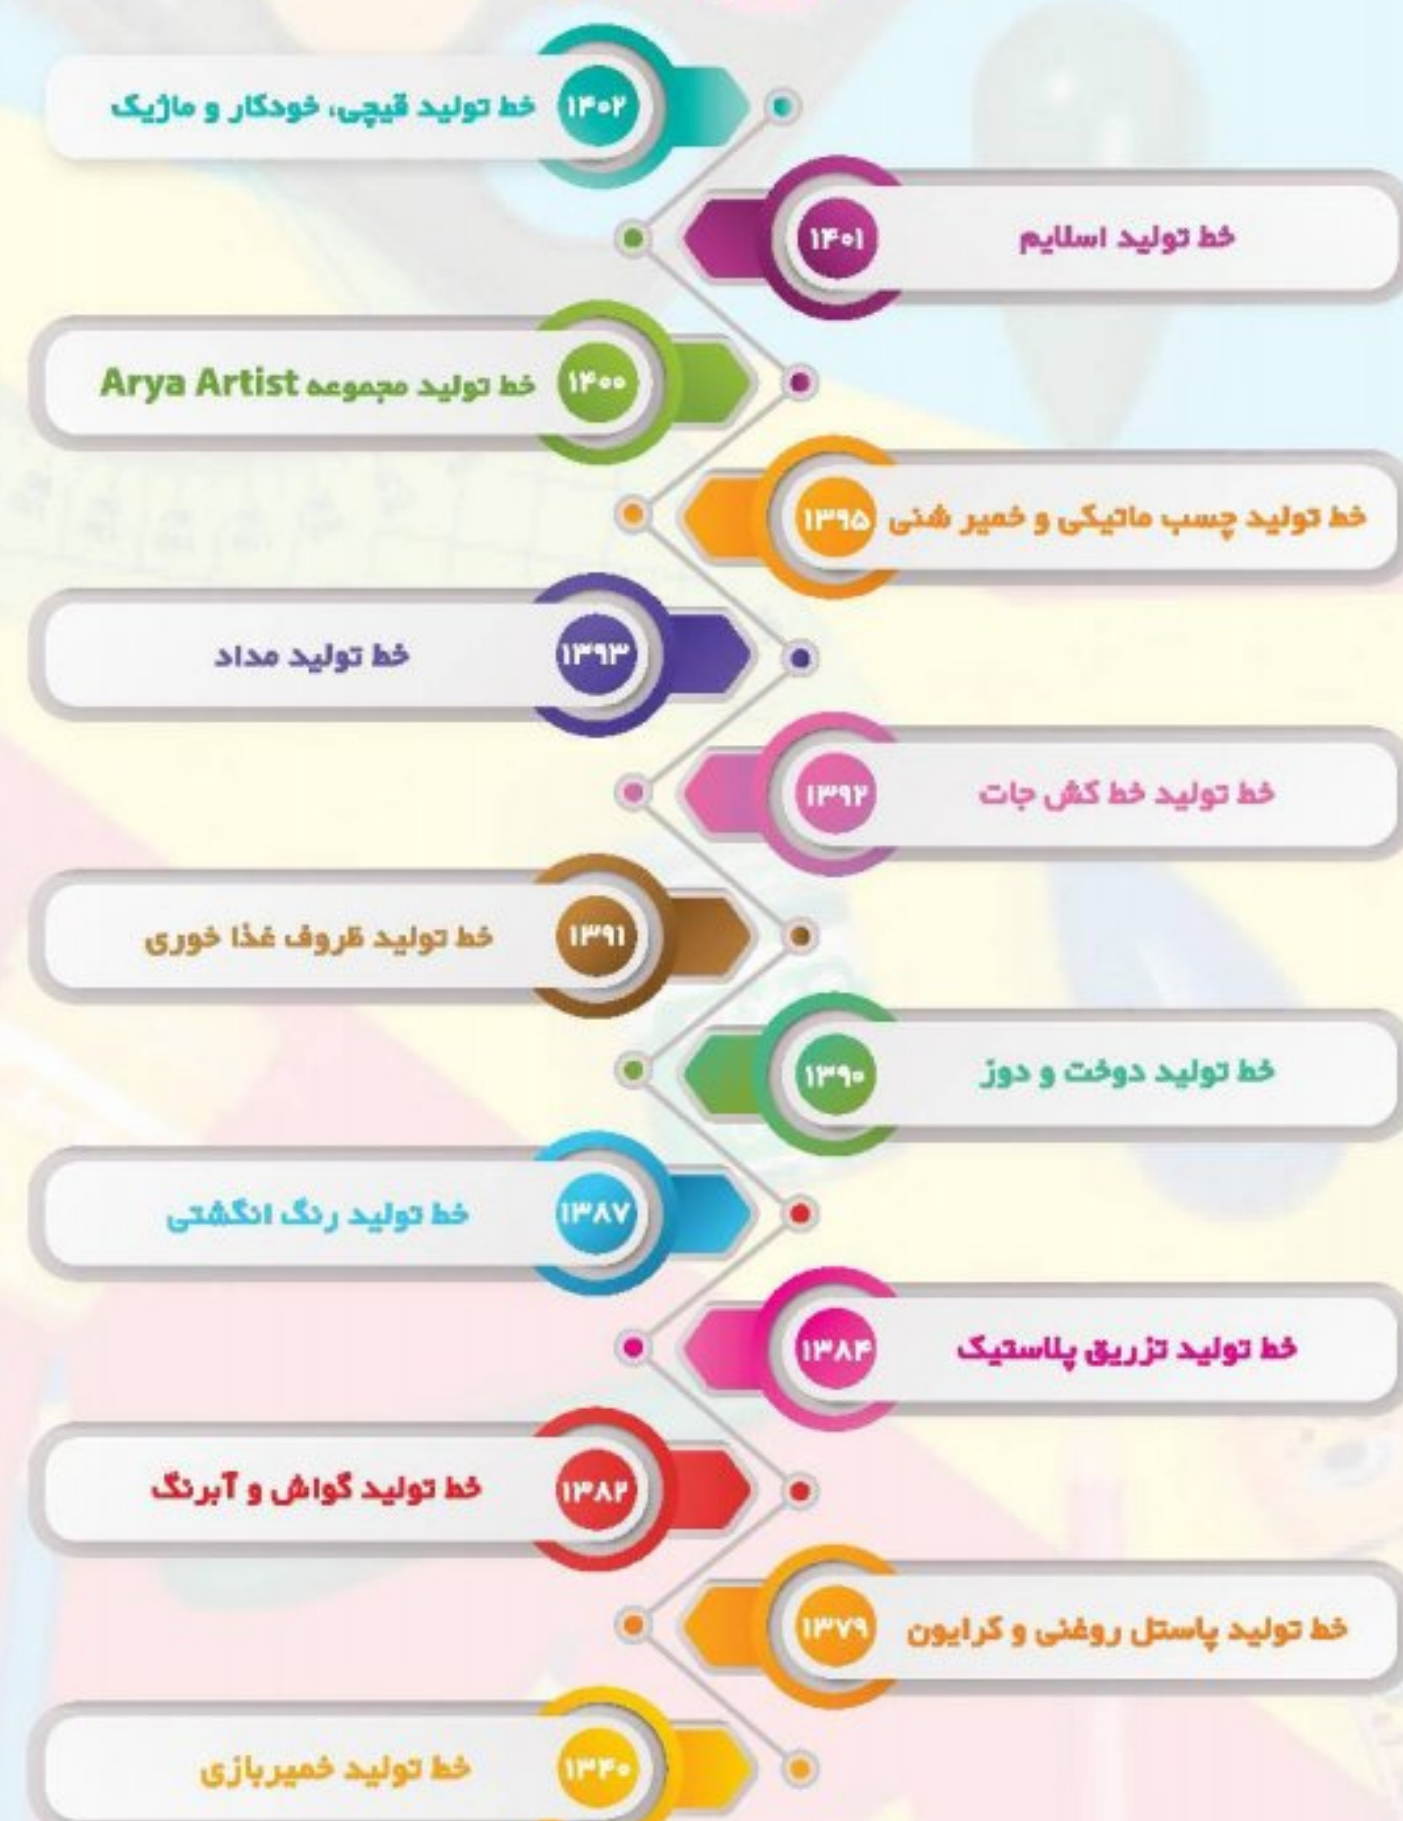 ۱۴۰۲ خط تولید قیچی، خودکار و ماژیک
۱۴۰۱ خط تولید اسلایم
۱۴۰۰ خط تولید مجموعه Arya Artist
۱۳۹۵ خط تولید چسب ماتیکی و خمیر شنی
۱۳۹۳ خط تولید مداد
۱۳۹۲ خط تولید خط کش جات
۱۳۹۱ خط تولید ظروف غذا خوری
۱۳۹۰ خط تولید دوخت و دوز
۱۳۸۷ خط تولید رنگ انگشتی
۱۳۸۴ خط تولید تزریق پلاستیک
۱۳۸۲ خط تولید گواش و آبرنگ
۱۳۷۹ خط تولید پاستل روغنی و کرایون
۱۳۴۰ خط تولید خمیربازی